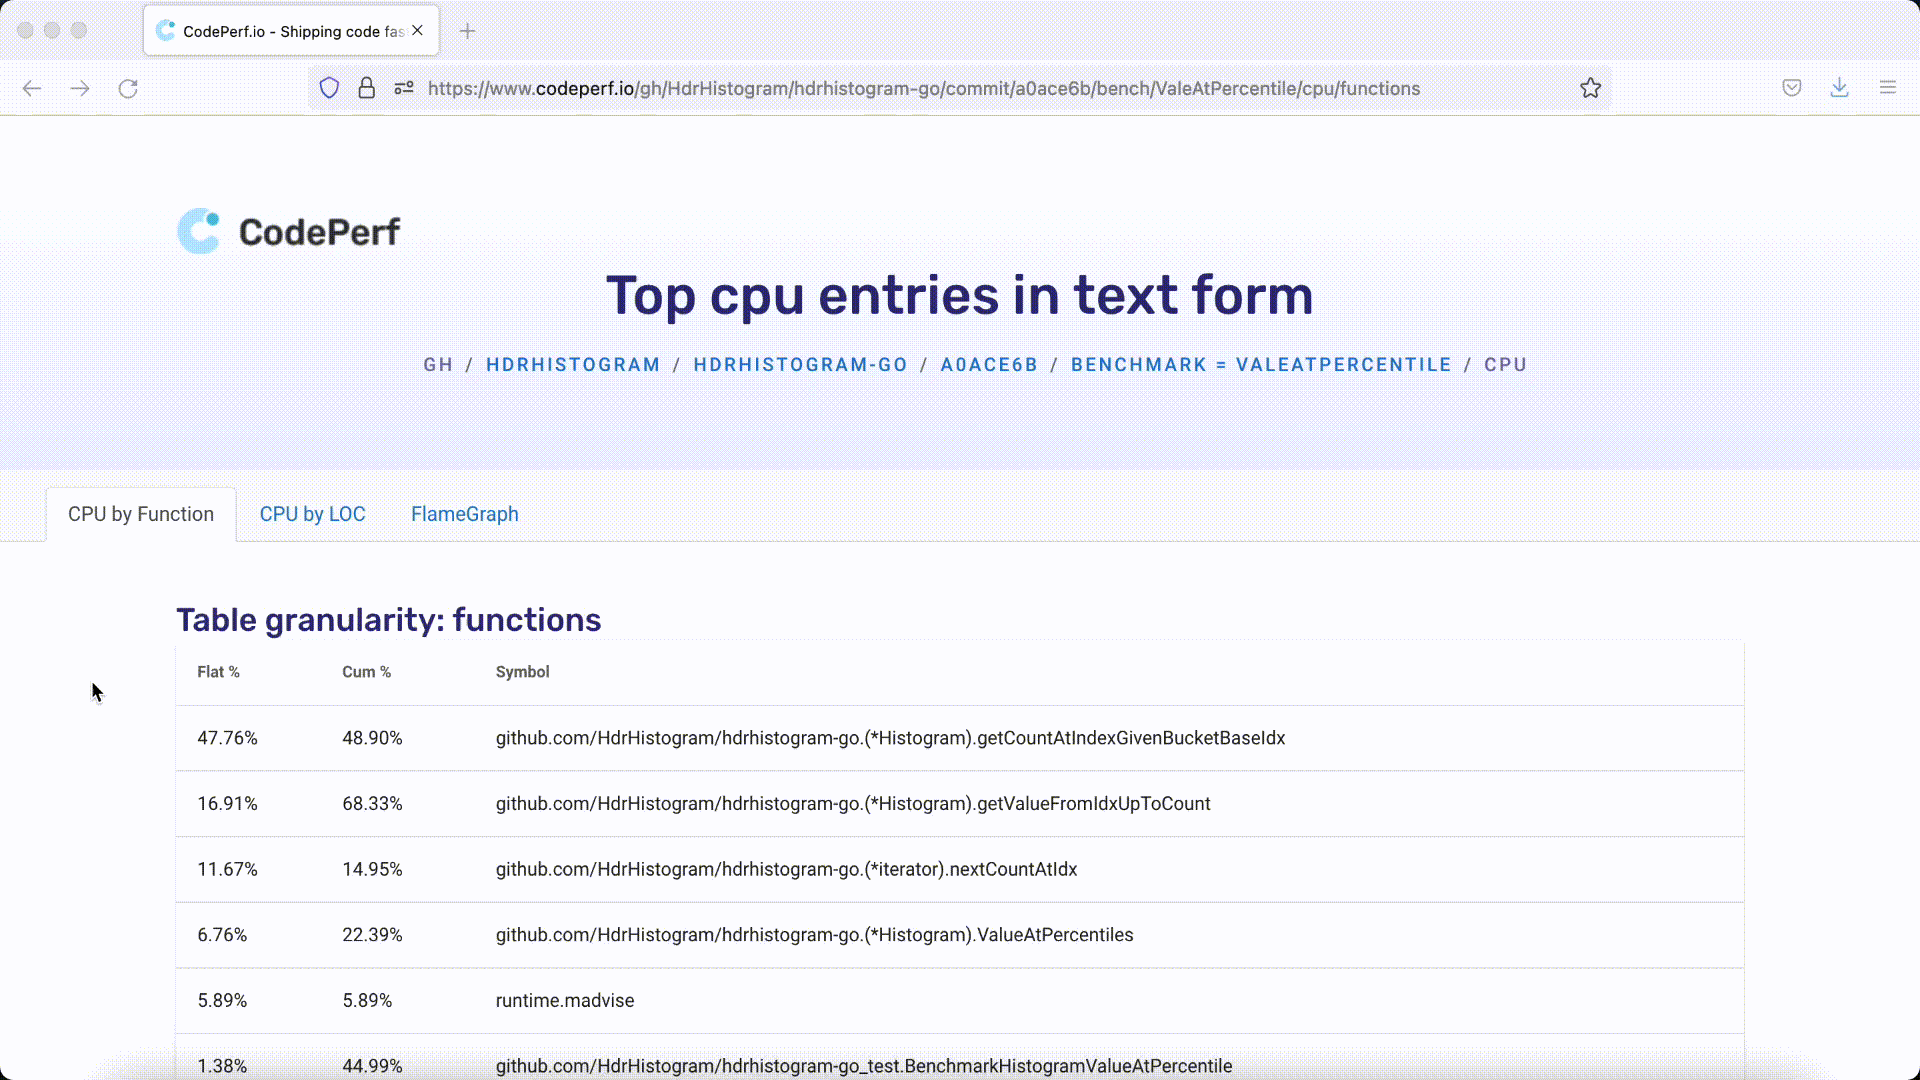 CodePerf.io - Shipping code fas
https://www.codeperf.io/gh/HdrHistogram/hdrhistogram-go/commit/a0ace6b/bench/ValeAtPercentile/cpu/functions
CodePerf
Top cpu entries in text form
GH / HDRHISTOGRAM / HDRHISTOGRAM-GO / A0ACE6B / BENCHMARK = VALEATPERCENTILE / CPU
CPU by Function CPU by LOC FlameGraph
Table granularity: functions
Flat % Cum % Symbol
47.76% 48.90% github.com/HdrHistogram/hdrhistogram-go.(*Histogram).getCountAtIndexGivenBucketBaseIdx
16.91% 68.33% github.com/HdrHistogram/hdrhistogram-go.(*Histogram).getValueFromIdxUpToCount
11.67% 14.95% github.com/HdrHistogram/hdrhistogram-go.(*iterator).nextCountAtIdx
6.76% 22.39% github.com/HdrHistogram/hdrhistogram-go.(*Histogram).ValueAtPercentiles
5.89% 5.89% runtime.madvise
1.38% 44.99% github.com/HdrHistogram/hdrhistogram-go_test.BenchmarkHistogramValueAtPercentile